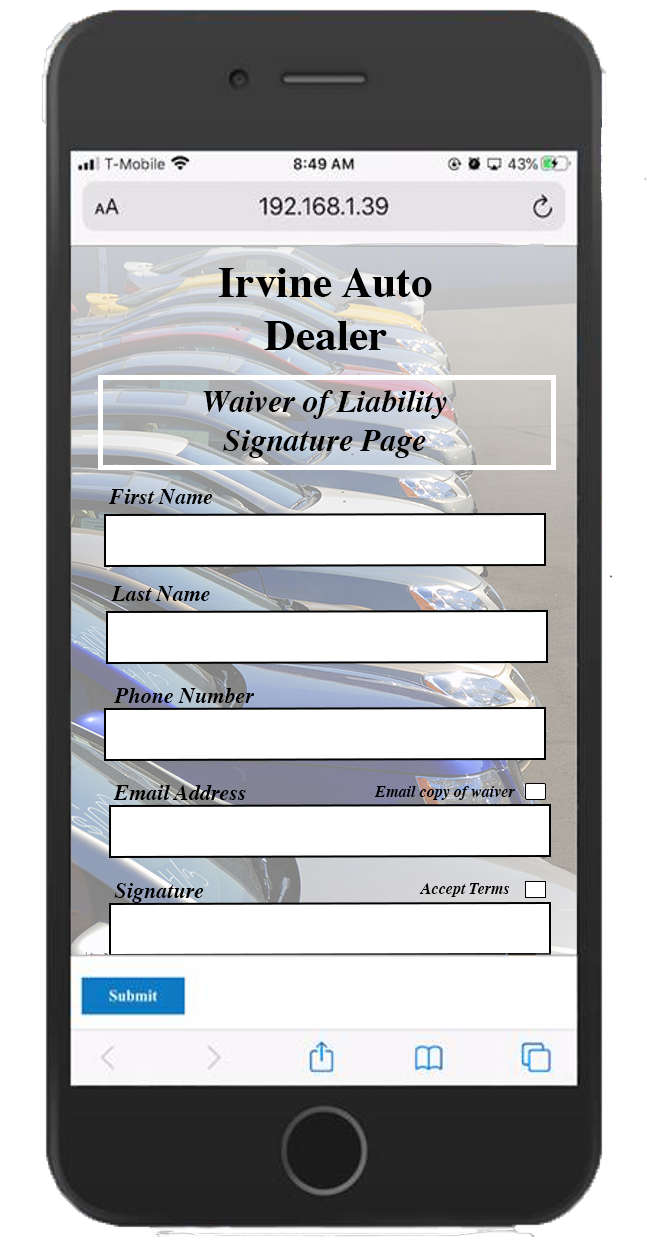 T-Mobile 8:49 AM 43%
AA 192.168.1.39
Irvine Auto
Dealer
Waiver of Liability
Signature Page
First Name
Last Name
Phone Number
Email Address Email copy of waiver
Signature Accept Terms
Submit